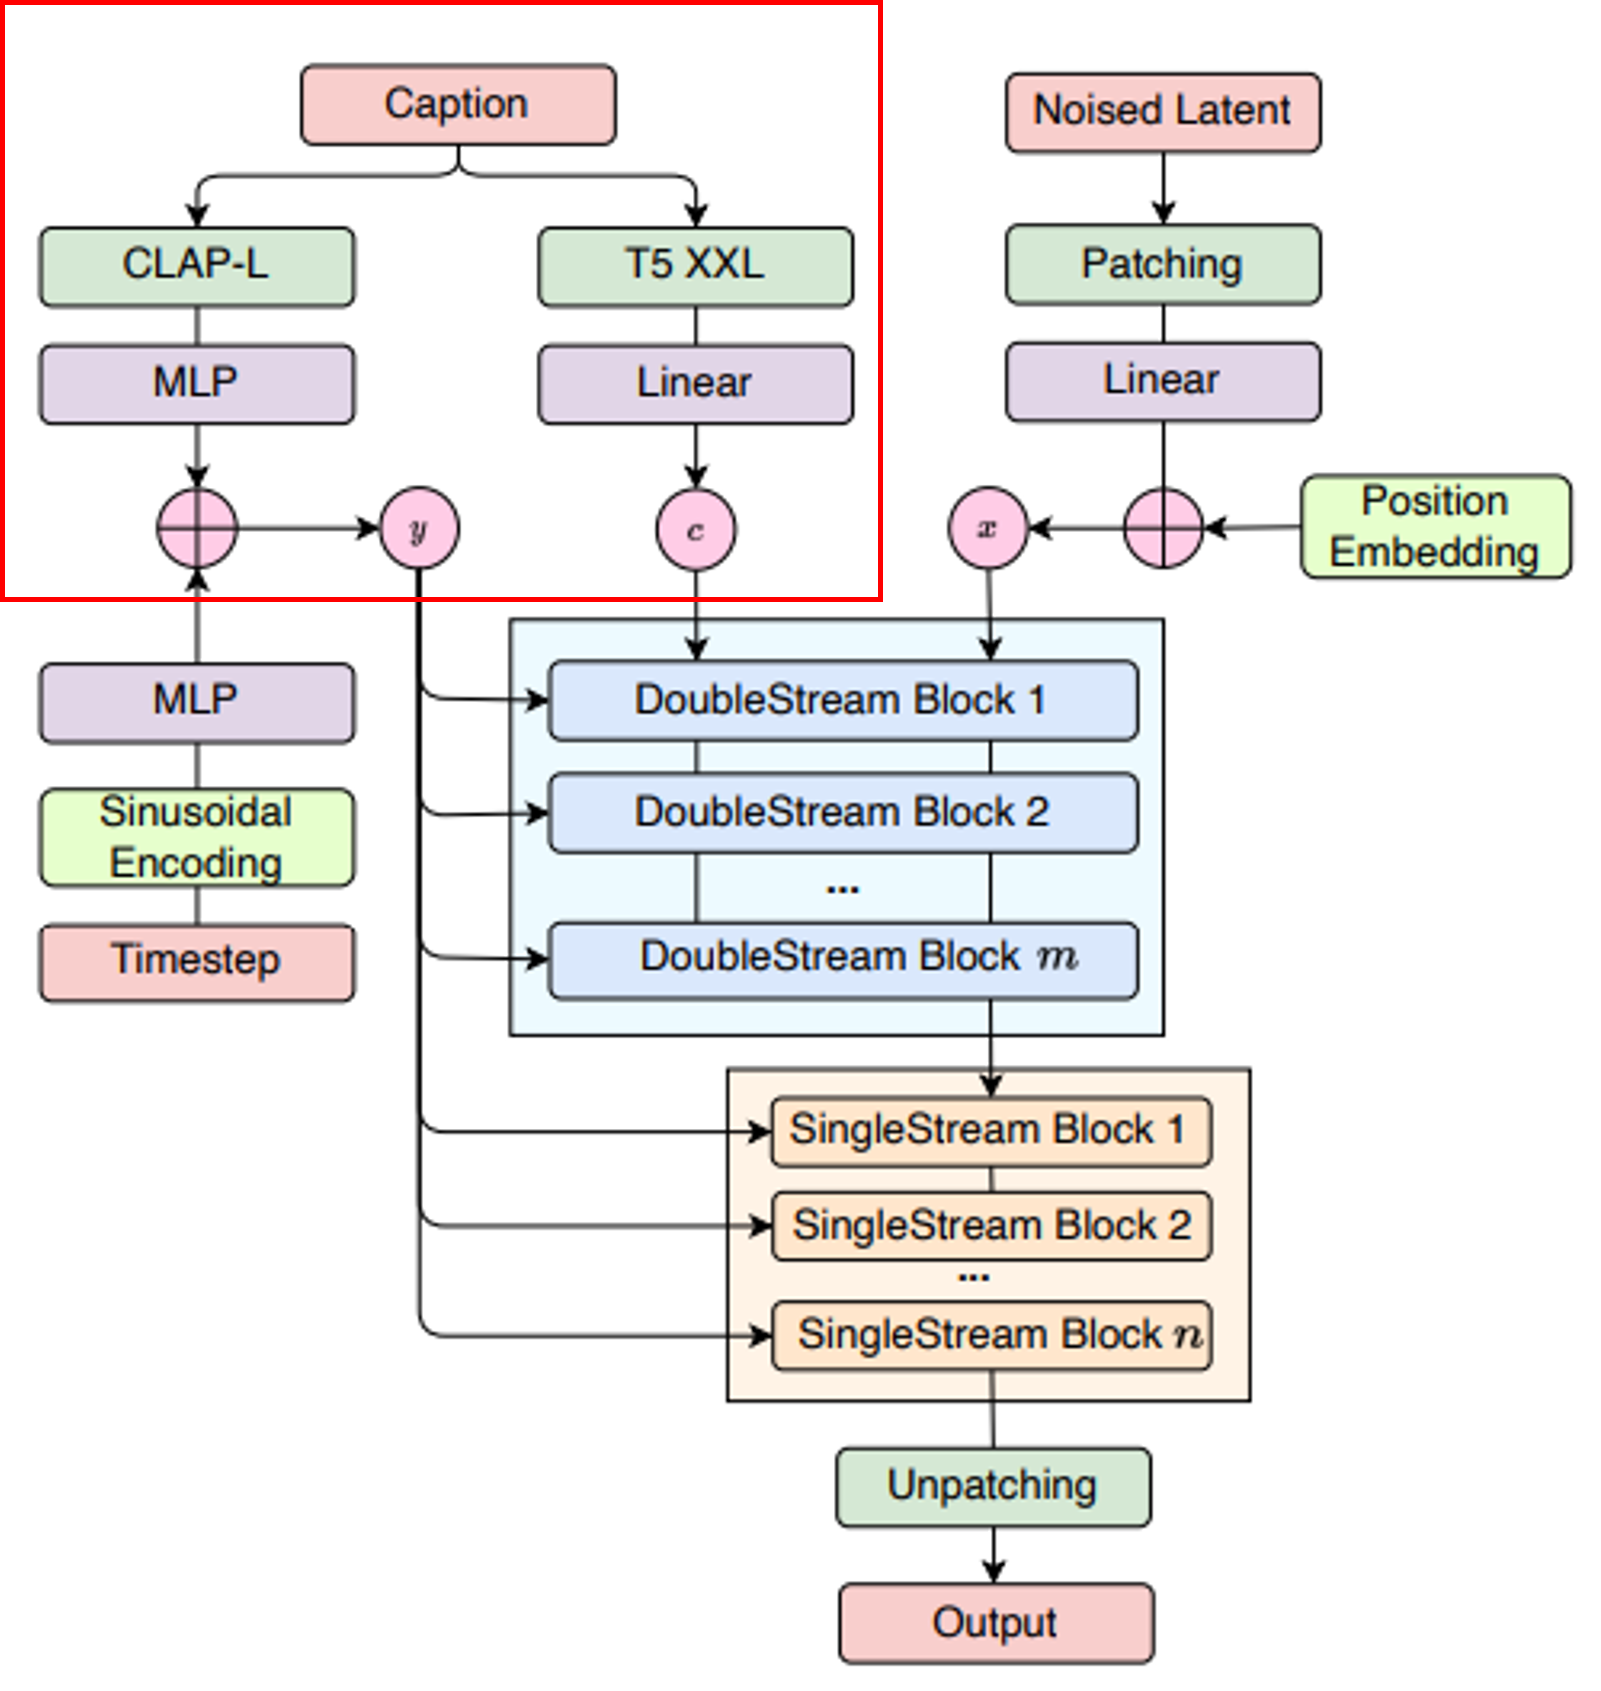 Caption
Noised Latent
CLAP-L
T5 XXL
Patching
MLP
Linear
Linear
y
c
x
Position
Embedding
MLP
DoubleStream Block 1
Sinusoidal
Encoding
DoubleStream Block 2
...
Timestep
DoubleStream Block m
SingleStream Block 1
SingleStream Block 2
...
SingleStream Block n
Unpatching
Output